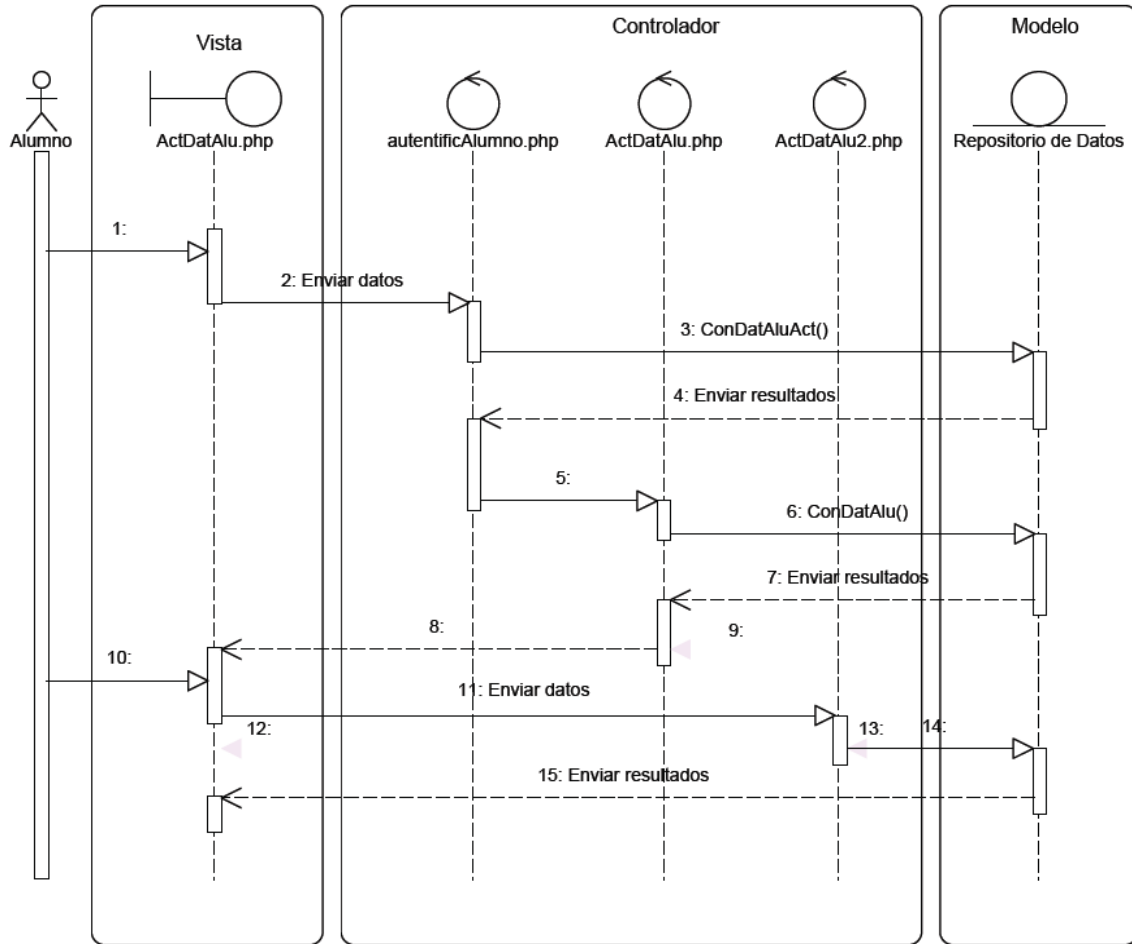 Vista
Controlador
Modelo
Alumno
ActDatAlu.php
autentificAlumno.php
ActDatAlu.php
ActDatAlu2.php
Repositorio de Datos
1:
2: Enviar datos
3: ConDatAluAct()
4: Enviar resultados
5:
6: ConDatAlu()
7: Enviar resultados
8:
9:
10:
11: Enviar datos
12:
13:
14:
15: Enviar resultados